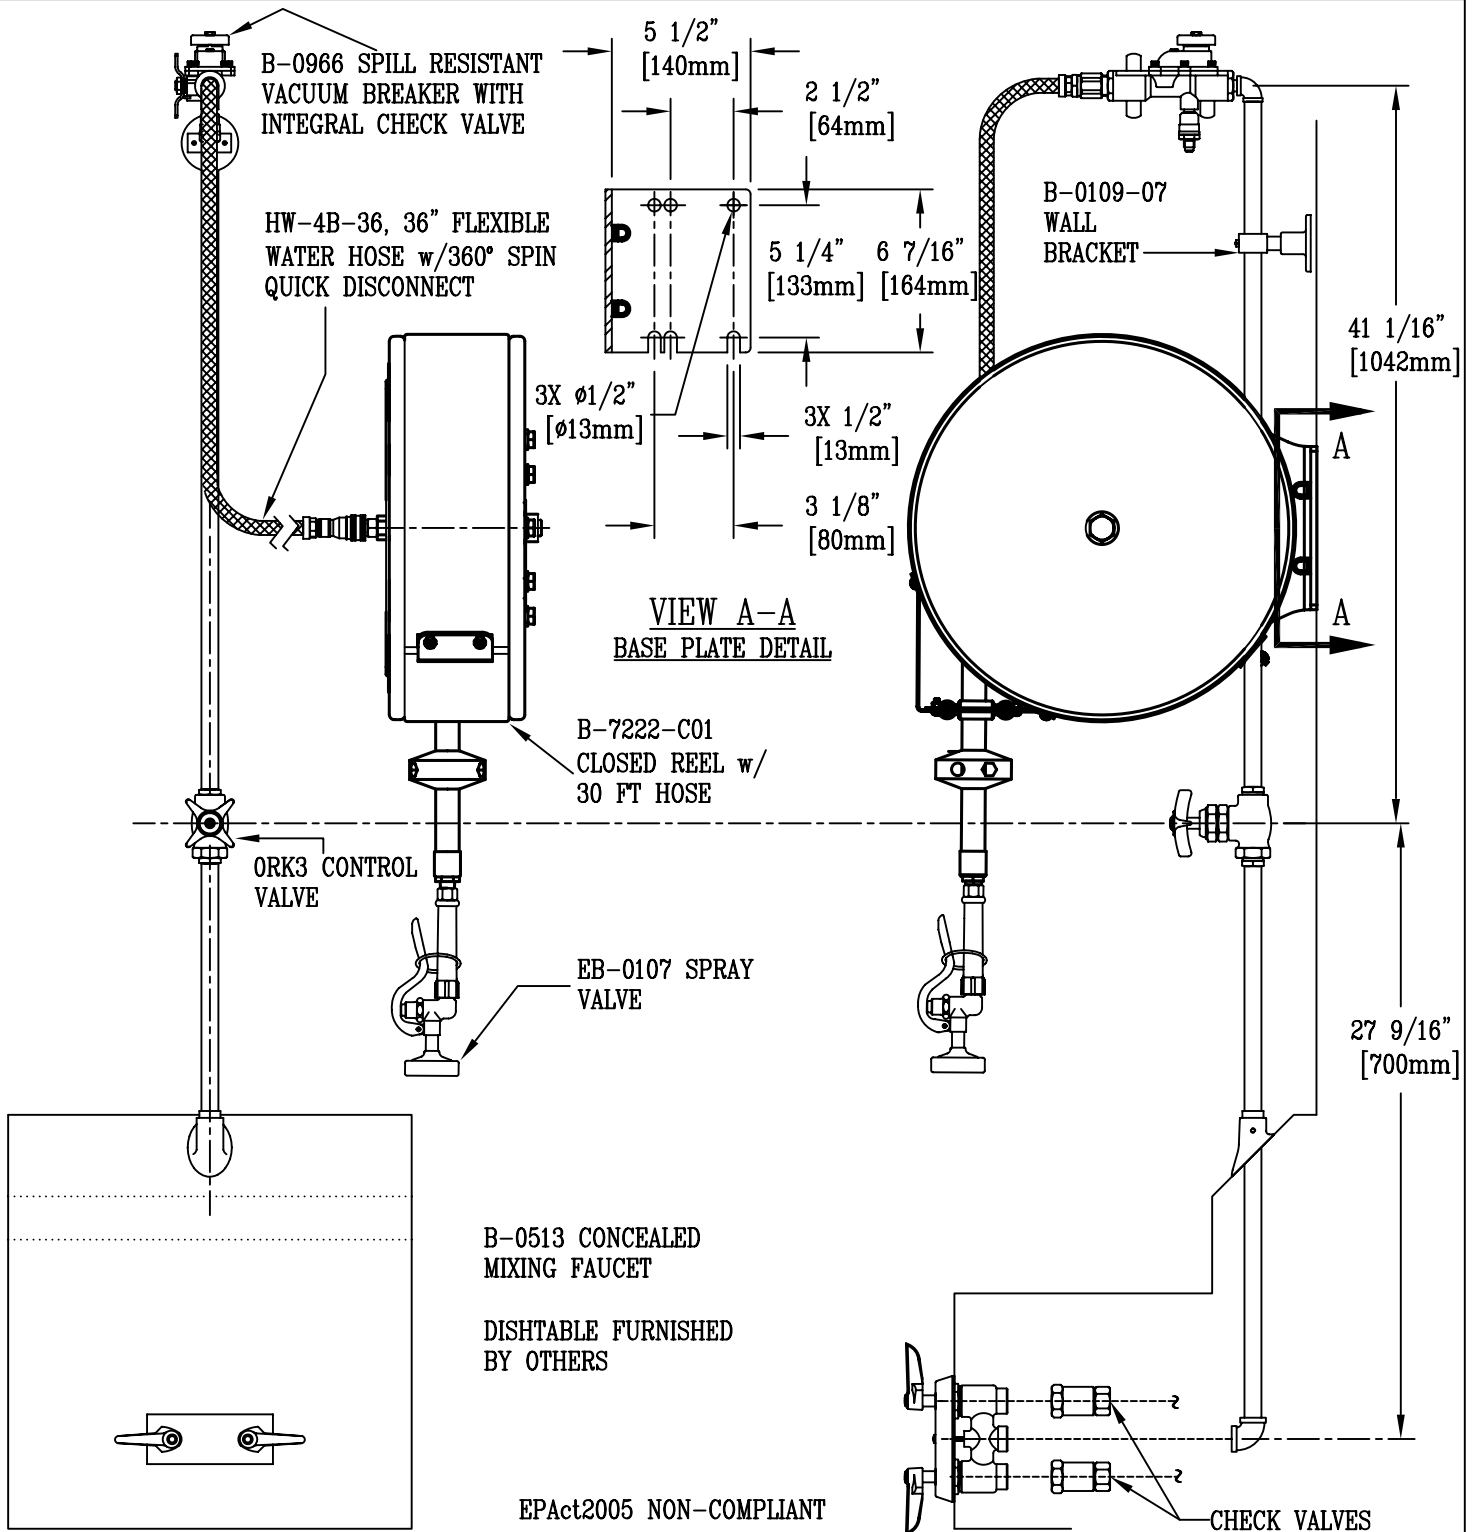 B-0966 SPILL RESISTANT
VACUUM BREAKER WITH
INTEGRAL CHECK VALVE
5 1/2"
[140mm]
2 1/2"
[64mm]
HW-4B-36, 36" FLEXIBLE
WATER HOSE w/360° SPIN
QUICK DISCONNECT
B-0109-07
WALL
BRACKET
5 1/4"
[133mm]
6 7/16"
[164mm]
41 1/16"
[1042mm]
3X ø1/2"
[ø13mm]
3X 1/2"
[13mm]
3 1/8"
[80mm]
A
A
VIEW A-A
BASE PLATE DETAIL
B-7222-C01
CLOSED REEL w/
30 FT HOSE
0RK3 CONTROL
VALVE
EB-0107 SPRAY
VALVE
27 9/16"
[700mm]
B-0513 CONCEALED
MIXING FAUCET
DISHTABLE FURNISHED
BY OTHERS
EPAct2005 NON-COMPLIANT
CHECK VALVES